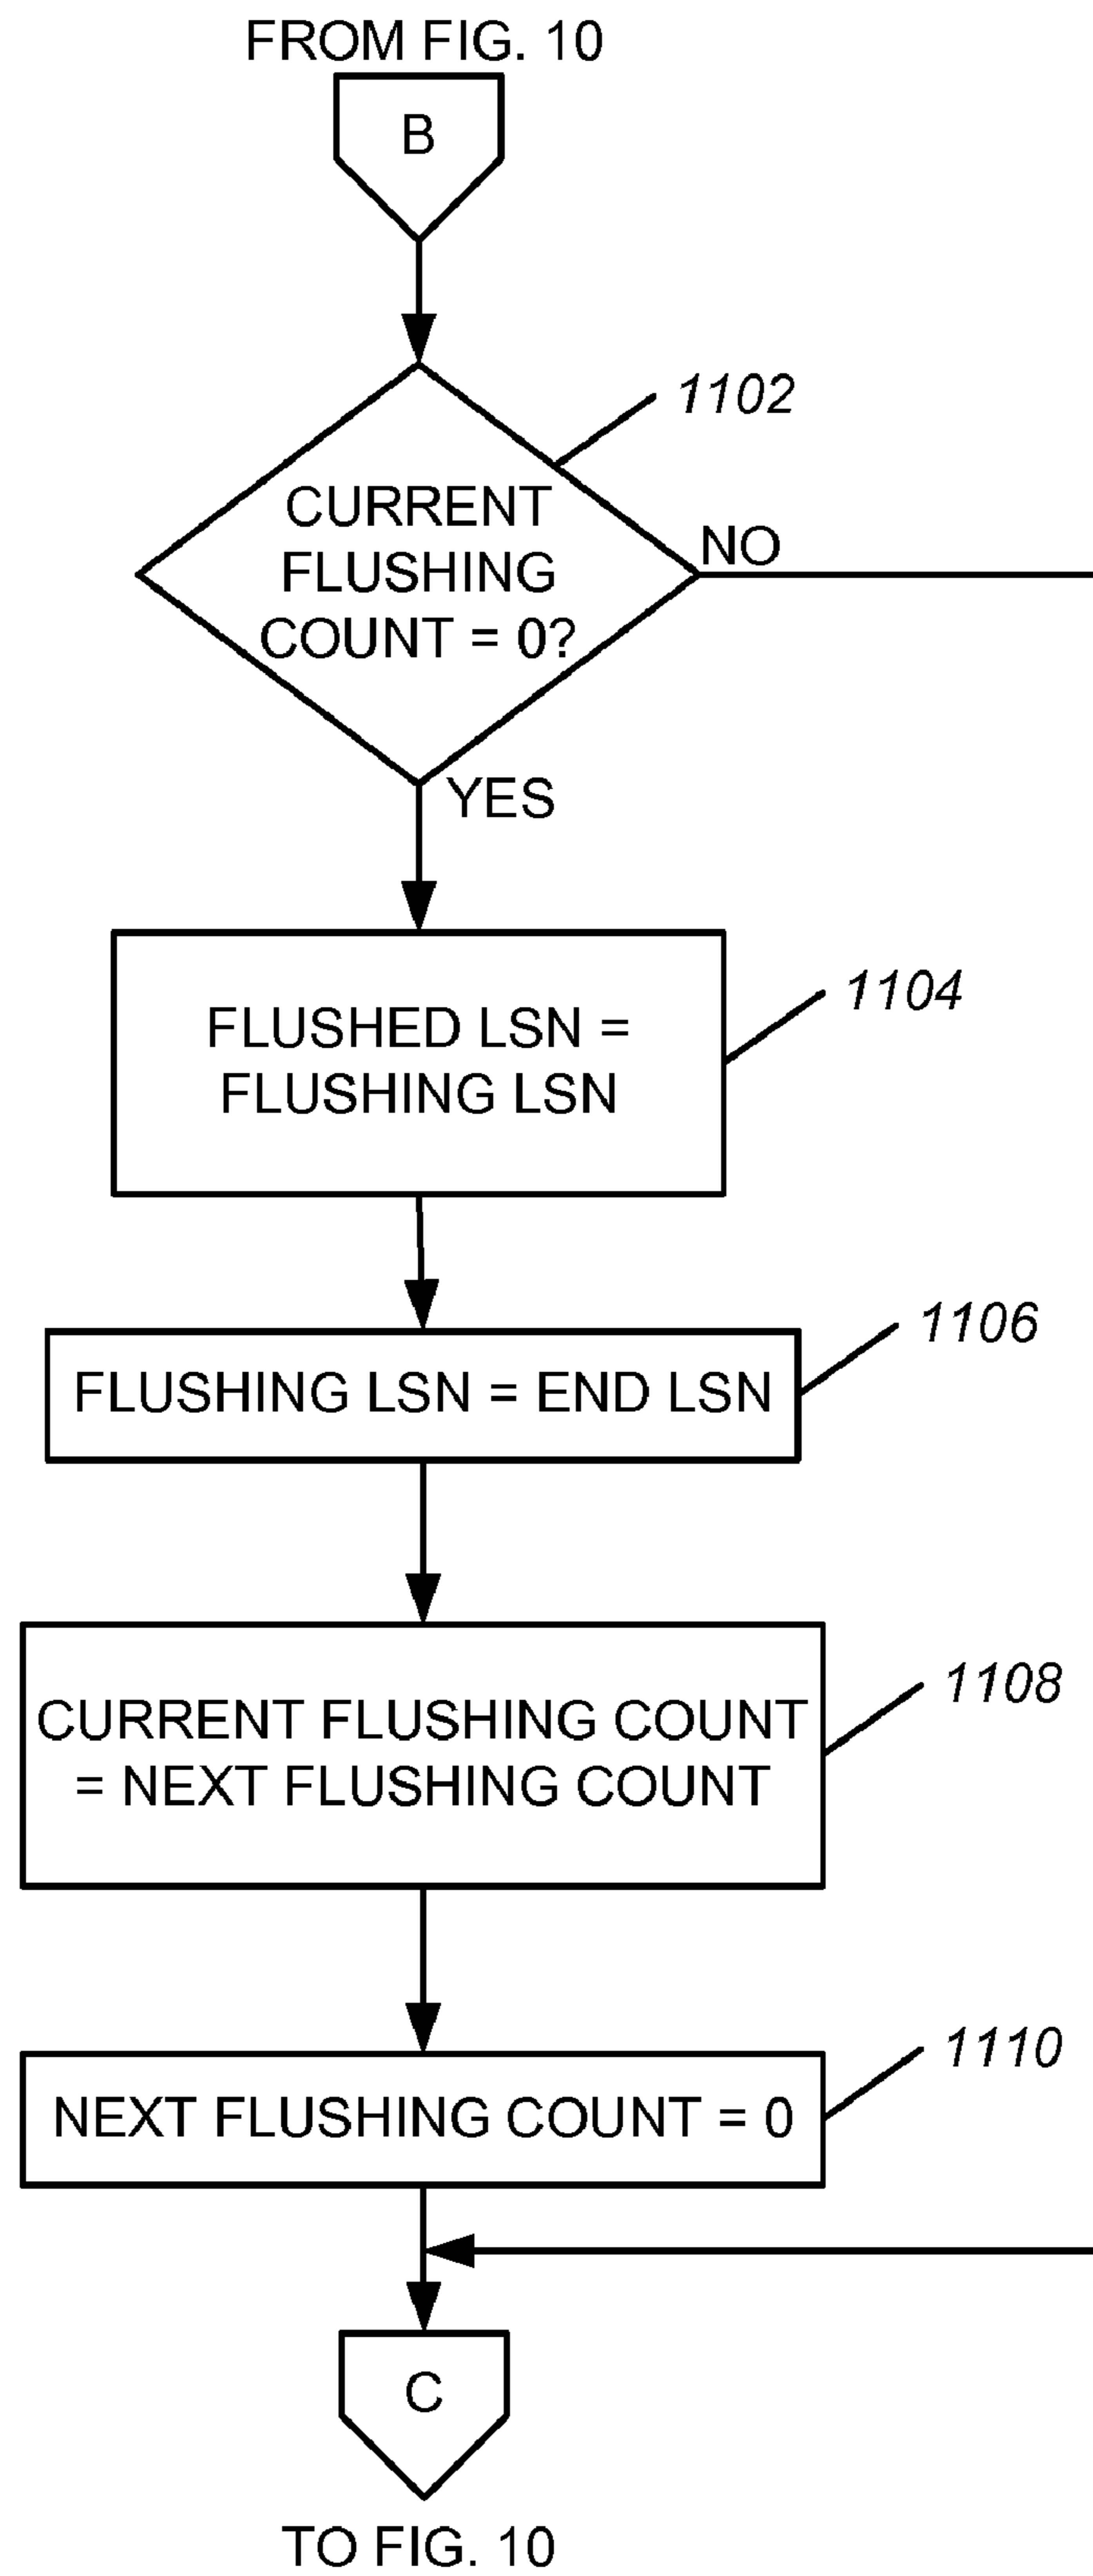 FROM FIG. 10
B
1102
CURRENT
FLUSHING
COUNT = 0?
NO
YES
1104
FLUSHED LSN =
FLUSHING LSN
1106
FLUSHING LSN = END LSN
1108
CURRENT FLUSHING COUNT
= NEXT FLUSHING COUNT
1110
NEXT FLUSHING COUNT = 0
C
TO FIG. 10